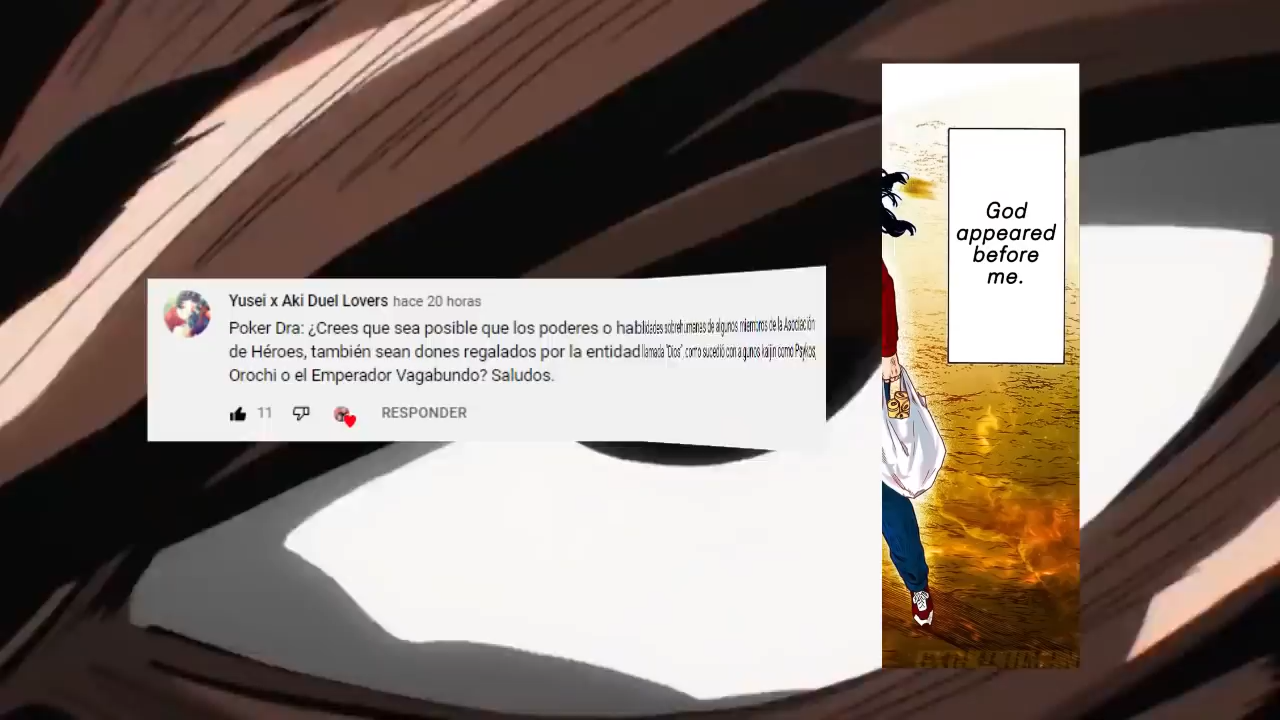 Yusei x Aki Duel Lovers hace 20 horas
Poker Dra: ¿Crees que sea posible que los poderes o habilidades sobrehumanas de algunos miembros de la Asociación
de Héroes, también sean dones regalados por la entidad llamada "Dios", como sucedió con algunos kaijin como Psykos,
Orochi o el Emperador Vagabundo? Saludos.
11 RESPONDER
God
appeared
before
me.